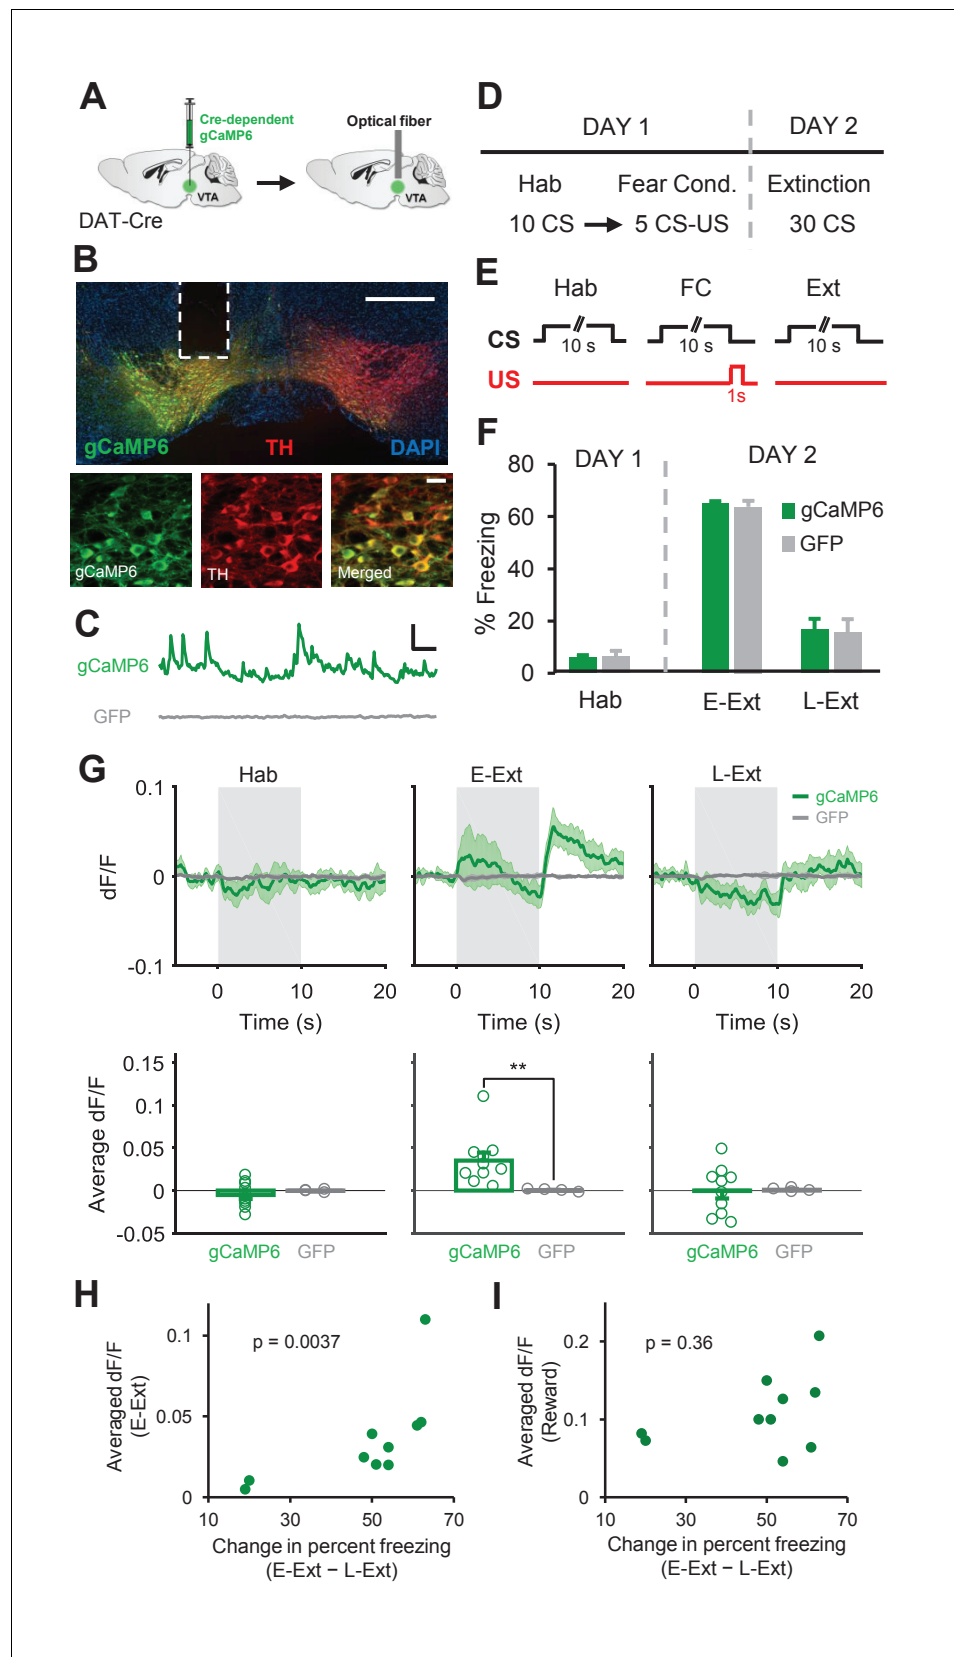 A
Cre-dependent
gCaMP6
Optical fiber
VTA
VTA
DAT-Cre
B
gCaMP6
TH
DAPI
gCaMP6
TH
Merged
C
gCaMP6
GFP
D
DAY 1
DAY 2
Hab
Fear Cond.
Extinction
10 CS
5 CS-US
30 CS
E
Hab
FC
Ext
CS
10 s
10 s
10 s
US
1s
F
80
DAY 1
DAY 2
60
gCaMP6
GFP
40
20
0
% Freezing
Hab
E-Ext
L-Ext
G
Hab
E-Ext
L-Ext
0.1
gCaMP6
GFP
dF/F
0
-0.1
0
10
20
0
10
20
0
10
20
Time (s)
Time (s)
Time (s)
0.15
**
0.1
0.05
0
-0.05
Average dF/F
gCaMP6
GFP
gCaMP6
GFP
gCaMP6
GFP
H
p = 0.0037
0.1
0.05
0
Averaged dF/F
(E-Ext)
10
30
50
70
Change in percent freezing
(E-Ext − L-Ext)
I
p = 0.36
0.2
0.1
0
Averaged dF/F
(Reward)
10
30
50
70
Change in percent freezing
(E-Ext − L-Ext)